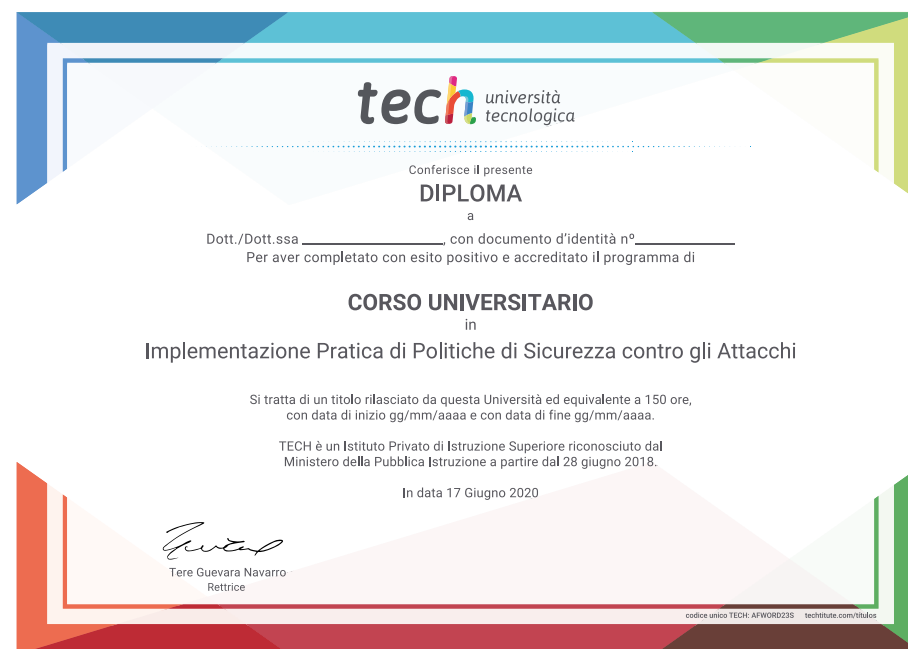 tech università
tecnologica
Conferisce il presente
DIPLOMA
a
Dott./Dott.ssa ____________________, con documento d'identità nº______________
Per aver completato con esito positivo e accreditato il programma di
CORSO UNIVERSITARIO
in
Implementazione Pratica di Politiche di Sicurezza contro gli Attacchi
Si tratta di un titolo rilasciato da questa Università ed equivalente a 150 ore,
con data di inizio gg/mm/aaaa e con data di fine gg/mm/aaaa.
TECH è un Istituto Privato di Istruzione Superiore riconosciuto dal
Ministero della Pubblica Istruzione a partire dal 28 giugno 2018.
In data 17 Giugno 2020
Tere Guevara Navarro
Rettrice
codice unico TECH: AFWORD23S techtitute.com/titulos